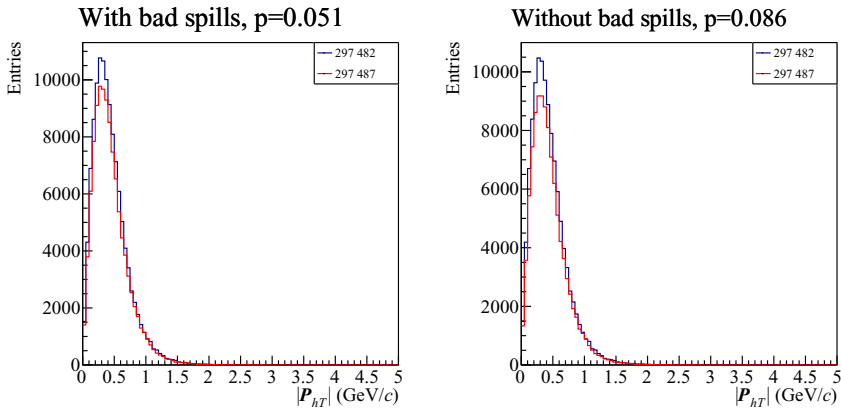 With bad spills, p=0.051
Entries
297 482
297 487
10000
8000
6000
4000
2000
0
0 0.5 1 1.5 2 2.5 3 3.5 4 4.5 5
|P_hT| (GeV/c)
Without bad spills, p=0.086
Entries
297 482
297 487
10000
8000
6000
4000
2000
0
0 0.5 1 1.5 2 2.5 3 3.5 4 4.5 5
|P_hT| (GeV/c)